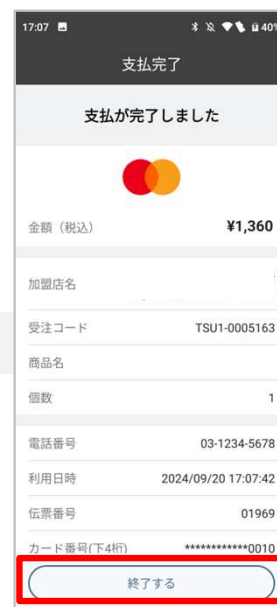 17:07 40%
支払完了
支払が完了しました
金額（税込） ¥1,360
加盟店名
受注コード TSU1-0005163
商品名
個数 1
電話番号 03-1234-5678
利用日時 2024/09/20 17:07:42
伝票番号 01969
カード番号(下4桁) ************0010
終了する